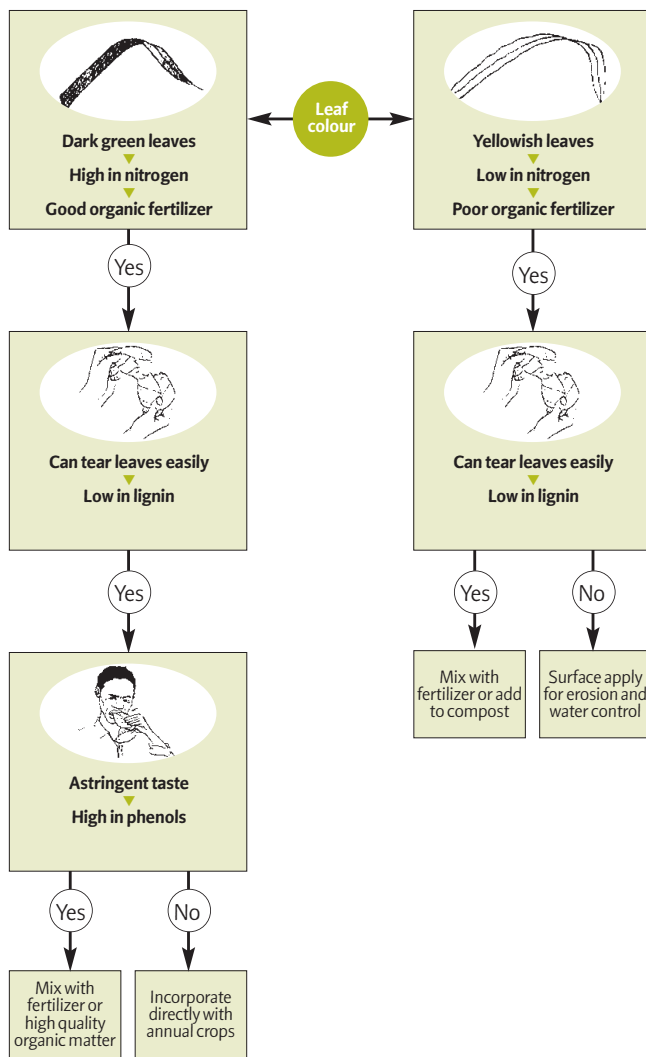 Leaf
colour
Dark green leaves
High in nitrogen
Good organic fertilizer
Yes
Can tear leaves easily
Low in lignin
Yes
Astringent taste
High in phenols
Yes
Mix with
fertilizer or
high quality
organic matter
No
Incorporate
directly with
annual crops
Yellowish leaves
Low in nitrogen
Poor organic fertilizer
Yes
Can tear leaves easily
Low in lignin
Yes
Mix with
fertilizer or add
to compost
No
Surface apply
for erosion and
water control